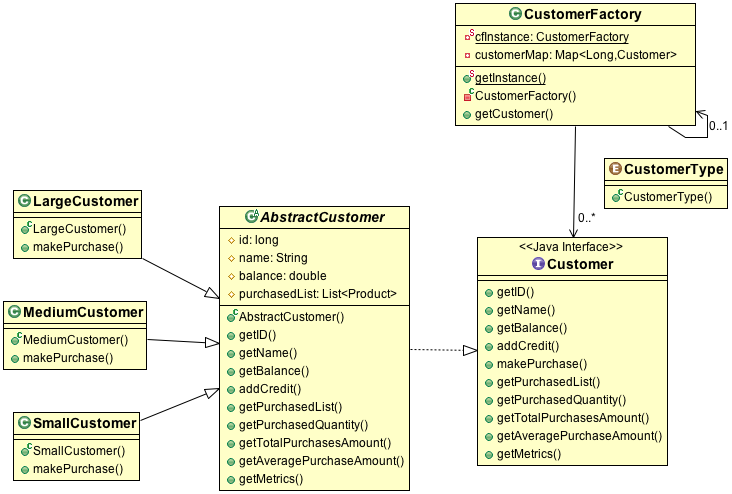 CustomerFactory
cfInstance: CustomerFactory
customerMap: Map<Long,Customer>
getInstance()
CustomerFactory()
getCustomer()
0..1
CustomerType
CustomerType()
0..*
LargeCustomer
LargeCustomer()
makePurchase()
MediumCustomer
MediumCustomer()
makePurchase()
SmallCustomer
SmallCustomer()
makePurchase()
AbstractCustomer
id: long
name: String
balance: double
purchasedList: List<Product>
AbstractCustomer()
getID()
getName()
getBalance()
addCredit()
getPurchasedList()
getPurchasedQuantity()
getTotalPurchasesAmount()
getAveragePurchaseAmount()
getMetrics()
<<Java Interface>>
Customer
getID()
getName()
getBalance()
addCredit()
makePurchase()
getPurchasedList()
getPurchasedQuantity()
getTotalPurchasesAmount()
getAveragePurchaseAmount()
getMetrics()